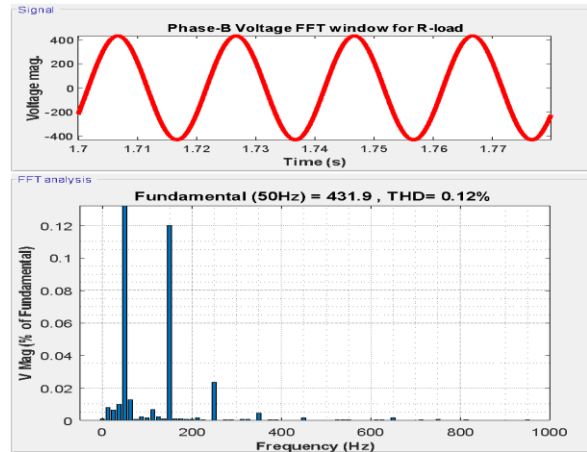 Signal
Phase-B Voltage FFT window for R-load
Voltage mag.
400
200
0
-200
-400
1.7 1.71 1.72 1.73 1.74 1.75 1.76 1.77
Time (s)
FFT analysis
Fundamental (50Hz) = 431.9 , THD= 0.12%
V Mag (% of Fundamental)
0.12
0.1
0.08
0.06
0.04
0.02
0
0 200 400 600 800 1000
Frequency (Hz)